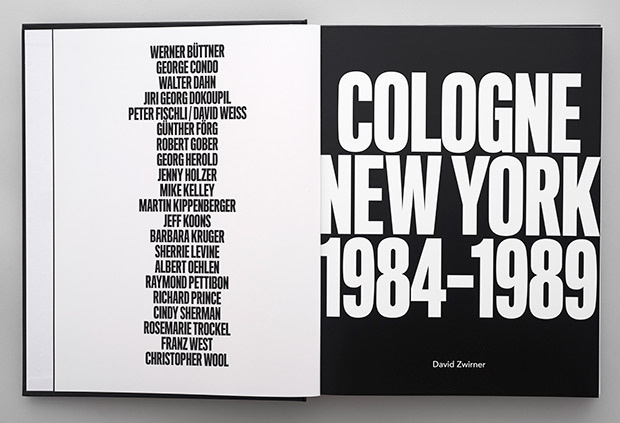 WERNER BÜTTNER
GEORGE CONDO
WALTER DAHN
JIRI GEORG DOKOUPIL
PETER FISCHLI / DAVID WEISS
GÜNTHER FÖRG
ROBERT GOBER
GEORG HEROLD
JENNY HOLZER
MIKE KELLEY
MARTIN KIPPENBERGER
JEFF KOONS
BARBARA KRUGER
SHERRIE LEVINE
ALBERT OEHLEN
RAYMOND PETTIBON
RICHARD PRINCE
CINDY SHERMAN
ROSEMARIE TROCKEL
FRANZ WEST
CHRISTOPHER WOOL
COLOGNE
NEW YORK
1984–1989
David Zwirner